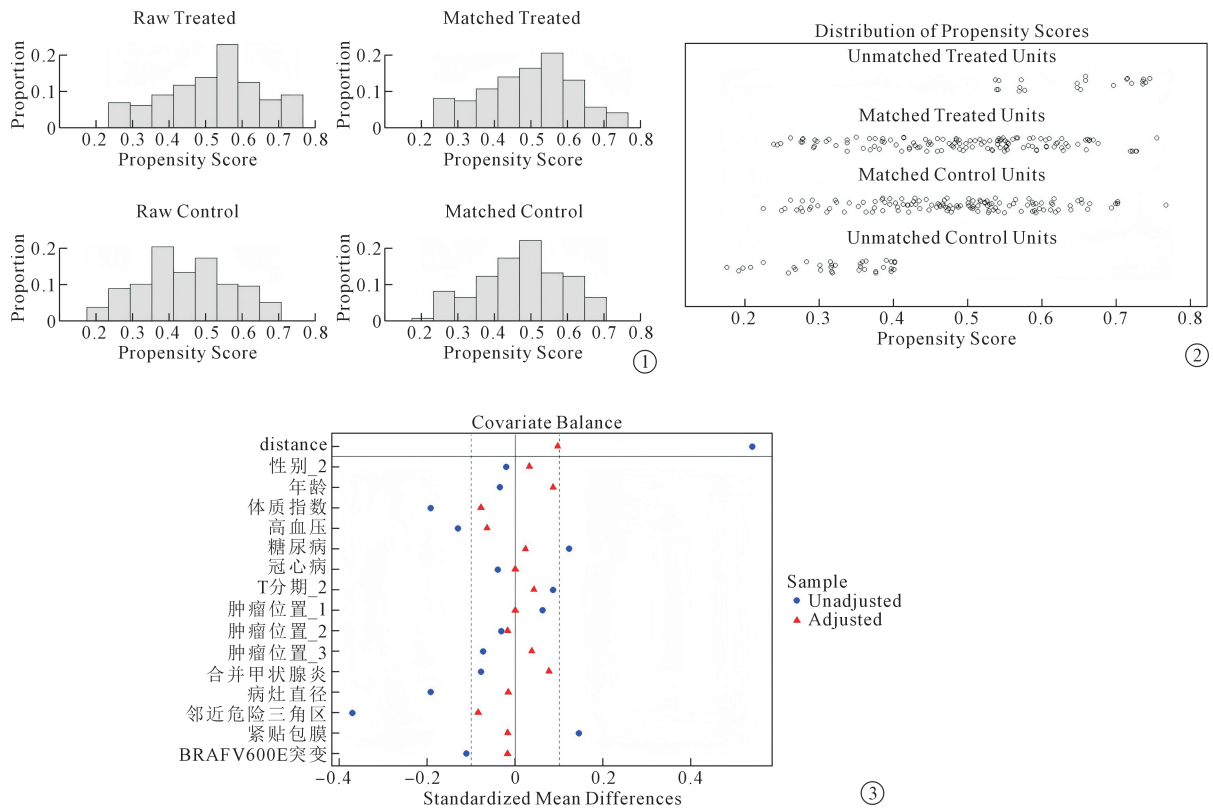 Raw Treated
Proportion
0.2
0.1
0
0.2 0.3 0.4 0.5 0.6 0.7 0.8
Propensity Score
Matched Treated
Proportion
0.2
0.1
0
0.2 0.3 0.4 0.5 0.6 0.7 0.8
Propensity Score
Raw Control
Proportion
0.2
0.1
0
0.2 0.3 0.4 0.5 0.6 0.7 0.8
Propensity Score
Matched Control
Proportion
0.2
0.1
0
0.2 0.3 0.4 0.5 0.6 0.7 0.8
Propensity Score
①
Distribution of Propensity Scores
Unmatched Treated Units
Matched Treated Units
Matched Control Units
Unmatched Control Units
0.2 0.3 0.4 0.5 0.6 0.7 0.8
Propensity Score
②
Covariate Balance
distance
性别_2
年龄
体质指数
高血压
糖尿病
冠心病
T分期_2
肿瘤位置_1
肿瘤位置_2
肿瘤位置_3
合并甲状腺炎
病灶直径
邻近危险三角区
紧贴包膜
BRAFV600E突变
−0.4 −0.2 0 0.2 0.4
Standardized Mean Differences
Sample
Unadjusted
Adjusted
③